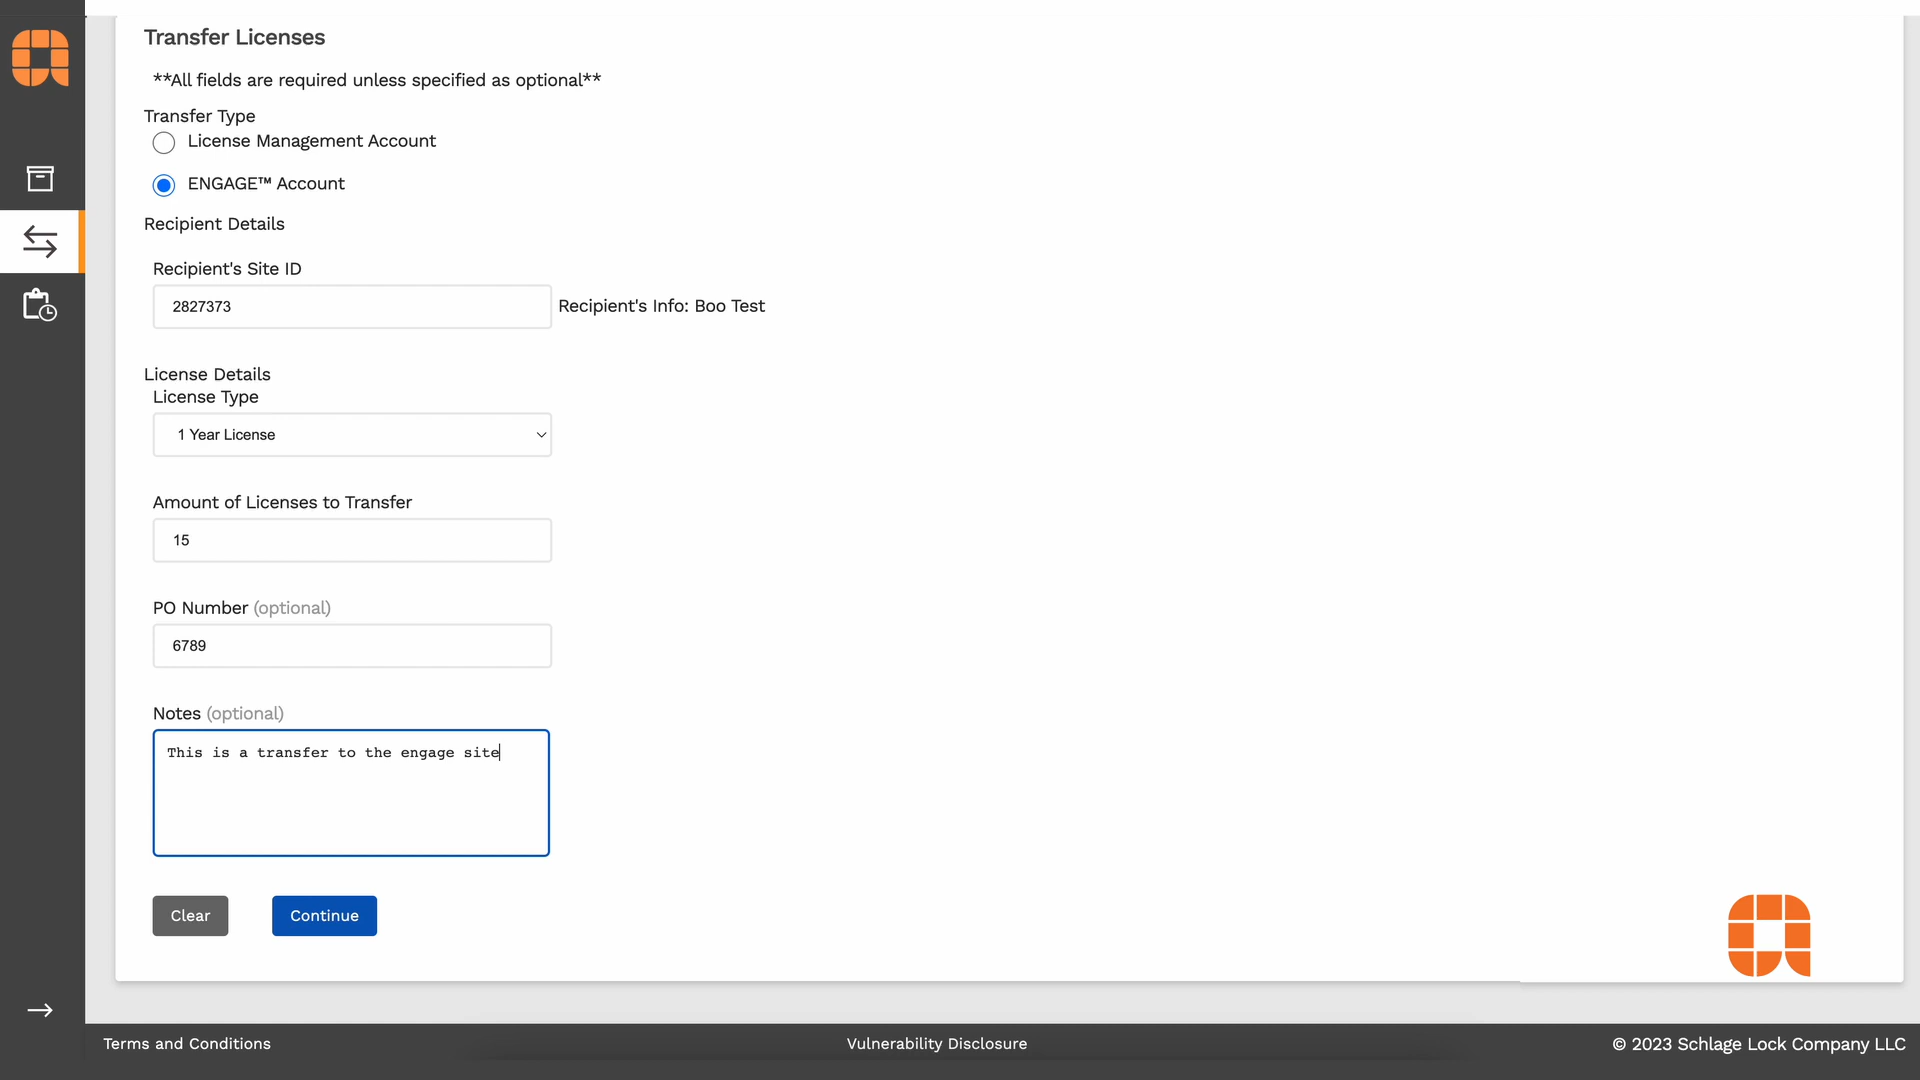 Transfer Licenses
**All fields are required unless specified as optional**
Transfer Type
License Management Account
ENGAGE™ Account
Recipient Details
Recipient's Site ID
2827373
Recipient's Info: Boo Test
License Details
License Type
1 Year License
Amount of Licenses to Transfer
15
PO Number (optional)
6789
Notes (optional)
This is a transfer to the engage site
Clear
Continue
Terms and Conditions
Vulnerability Disclosure
© 2023 Schlage Lock Company LLC